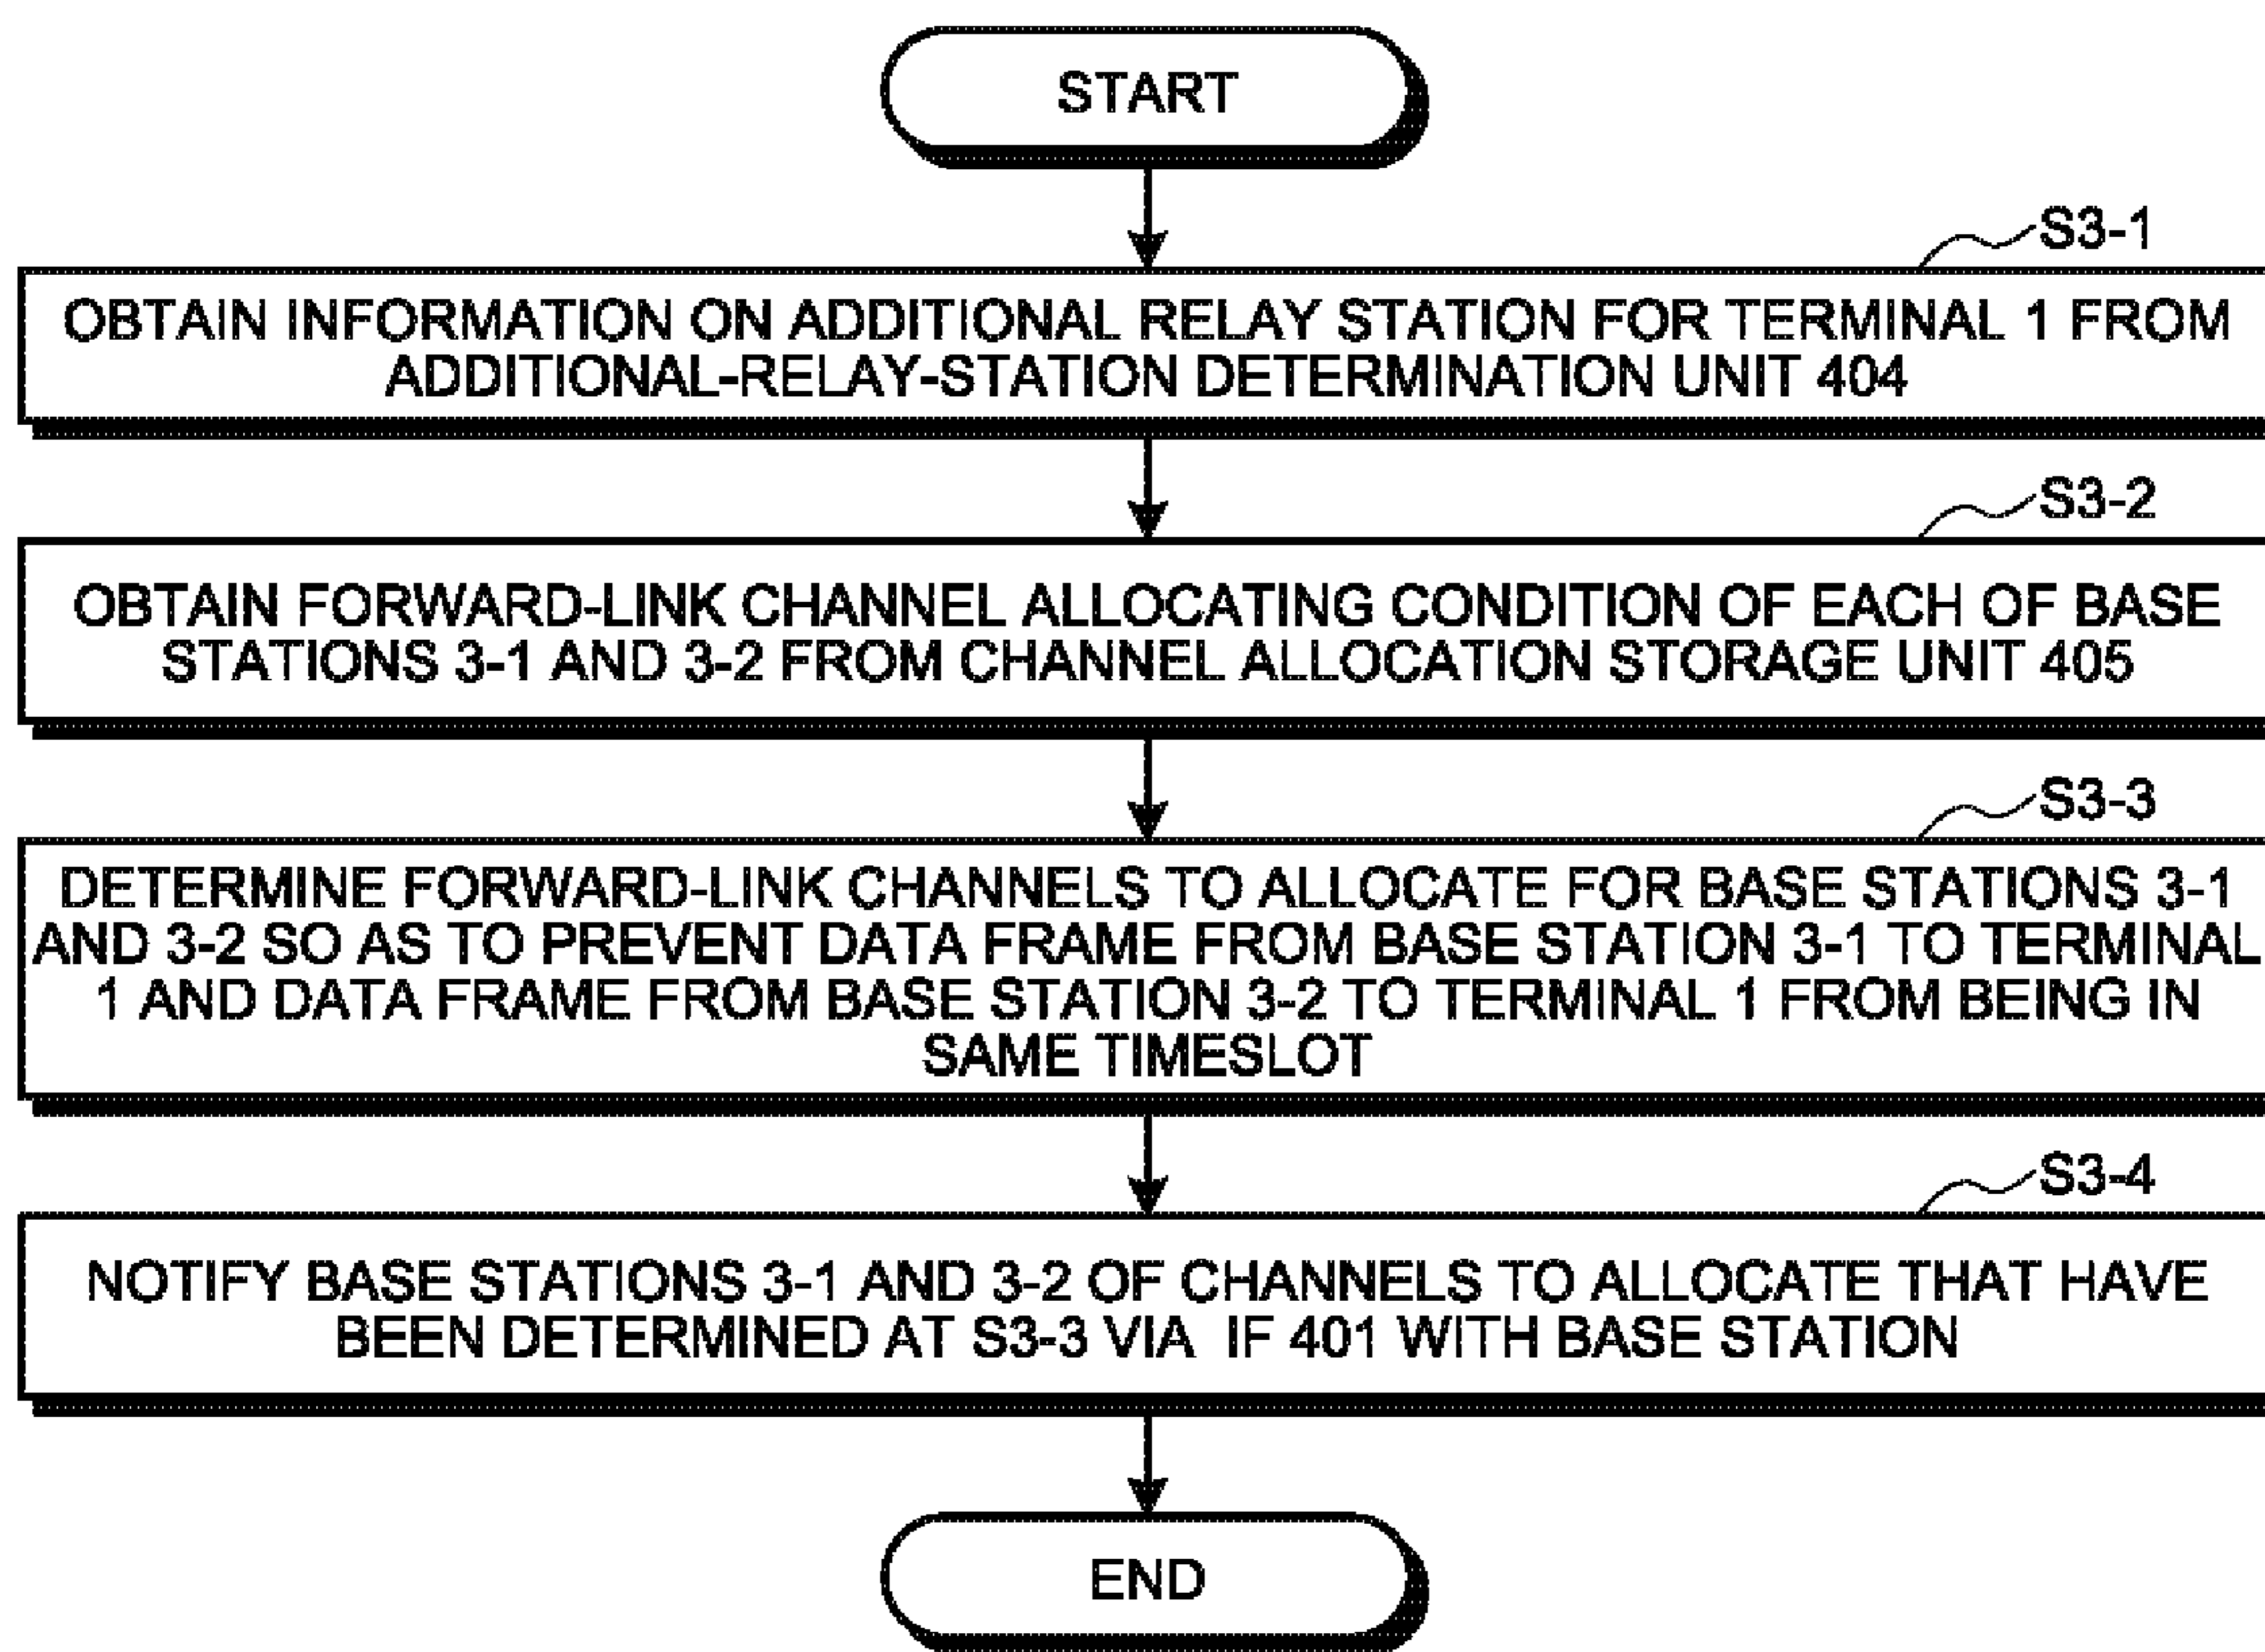 START
S3-1
OBTAIN INFORMATION ON ADDITIONAL RELAY STATION FOR TERMINAL 1 FROM
ADDITIONAL-RELAY-STATION DETERMINATION UNIT 404
S3-2
OBTAIN FORWARD-LINK CHANNEL ALLOCATING CONDITION OF EACH OF BASE
STATIONS 3-1 AND 3-2 FROM CHANNEL ALLOCATION STORAGE UNIT 405
S3-3
DETERMINE FORWARD-LINK CHANNELS TO ALLOCATE FOR BASE STATIONS 3-1
AND 3-2 SO AS TO PREVENT DATA FRAME FROM BASE STATION 3-1 TO TERMINAL
1 AND DATA FRAME FROM BASE STATION 3-2 TO TERMINAL 1 FROM BEING IN
SAME TIMESLOT
S3-4
NOTIFY BASE STATIONS 3-1 AND 3-2 OF CHANNELS TO ALLOCATE THAT HAVE
BEEN DETERMINED AT S3-3 VIA IF 401 WITH BASE STATION
END